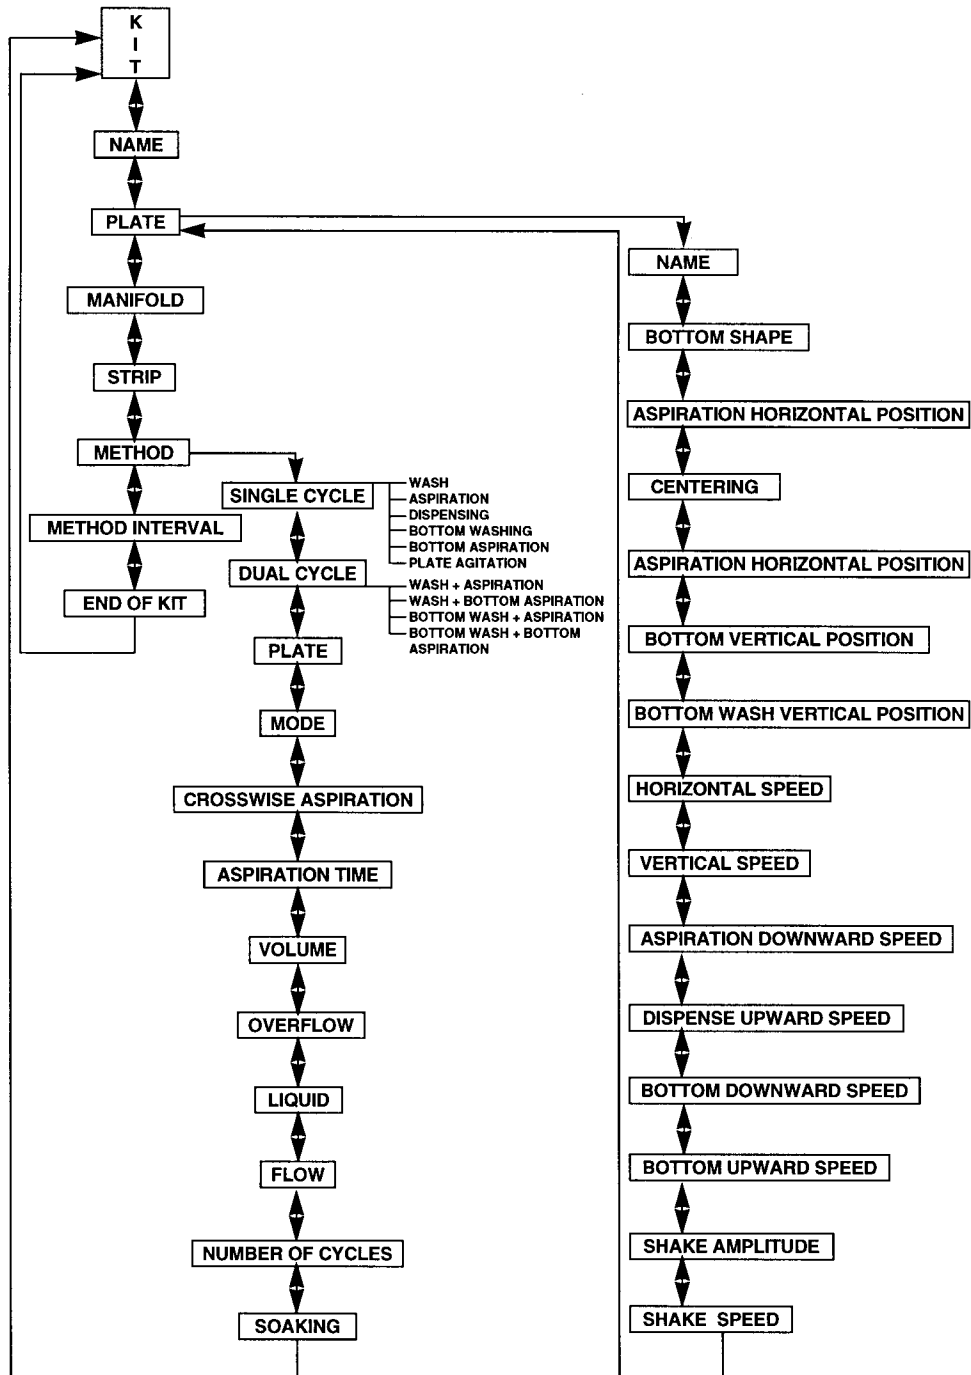 K
I
T
NAME
PLATE
MANIFOLD
STRIP
METHOD
METHOD INTERVAL
END OF KIT
SINGLE CYCLE
WASH
ASPIRATION
DISPENSING
BOTTOM WASHING
BOTTOM ASPIRATION
PLATE AGITATION
DUAL CYCLE
WASH + ASPIRATION
WASH + BOTTOM ASPIRATION
BOTTOM WASH + ASPIRATION
BOTTOM WASH + BOTTOM
ASPIRATION
PLATE
MODE
CROSSWISE ASPIRATION
ASPIRATION TIME
VOLUME
OVERFLOW
LIQUID
FLOW
NUMBER OF CYCLES
SOAKING
NAME
BOTTOM SHAPE
ASPIRATION HORIZONTAL POSITION
CENTERING
ASPIRATION HORIZONTAL POSITION
BOTTOM VERTICAL POSITION
BOTTOM WASH VERTICAL POSITION
HORIZONTAL SPEED
VERTICAL SPEED
ASPIRATION DOWNWARD SPEED
DISPENSE UPWARD SPEED
BOTTOM DOWNWARD SPEED
BOTTOM UPWARD SPEED
SHAKE AMPLITUDE
SHAKE SPEED